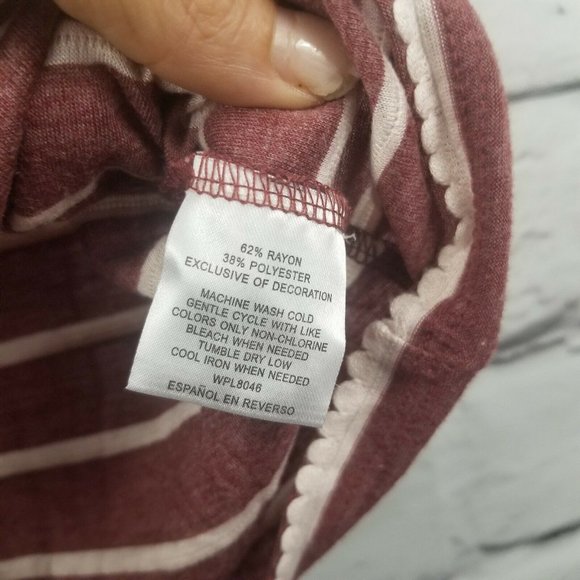 62% RAYON
38% POLYESTER
EXCLUSIVE OF DECORATION
MACHINE WASH COLD
GENTLE CYCLE WITH LIKE
COLORS ONLY NON-CHLORINE
BLEACH WHEN NEEDED
TUMBLE DRY LOW
COOL IRON WHEN NEEDED
WPL8046
ESPAÑOL EN REVERSO